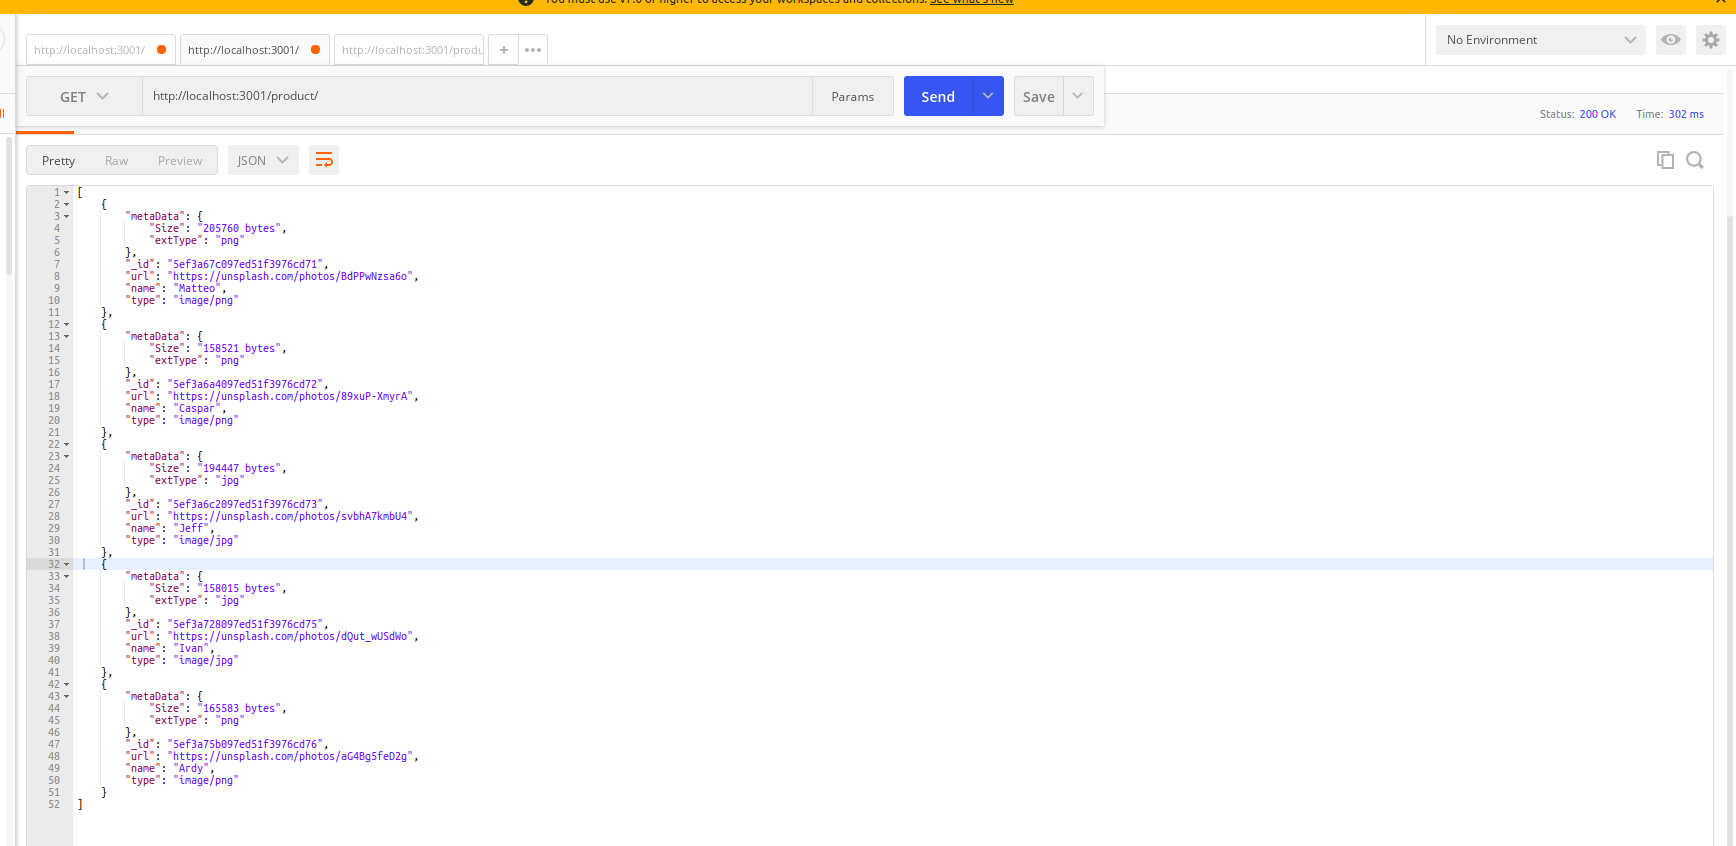 You must use v7.0 or higher to access your workspaces and collections. See what's new
http://localhost:3001/
http://localhost:3001/
http://localhost:3001/produ
No Environment
GET
http://localhost:3001/product/
Params
Send
Save
Status: 200 OK Time: 302 ms
Pretty Raw Preview JSON
1 [
2 {
3 "metaData": {
4 "Size": "205760 bytes",
5 "extType": "png"
6 },
7 "_id": "5ef3a67c097ed51f3976cd71",
8 "url": "https://unsplash.com/photos/BdPPwNzsa6o",
9 "name": "Matteo",
10 "type": "image/png"
11 },
12 {
13 "metaData": {
14 "Size": "158521 bytes",
15 "extType": "png"
16 },
17 "_id": "5ef3a6a4097ed51f3976cd72",
18 "url": "https://unsplash.com/photos/89xuP-XmyrA",
19 "name": "Caspar",
20 "type": "image/png"
21 },
22 {
23 "metaData": {
24 "Size": "194447 bytes",
25 "extType": "jpg"
26 },
27 "_id": "5ef3a6c2097ed51f3976cd73",
28 "url": "https://unsplash.com/photos/svbhA7kmbU4",
29 "name": "Jeff",
30 "type": "image/jpg"
31 },
32 {
33 "metaData": {
34 "Size": "158015 bytes",
35 "extType": "jpg"
36 },
37 "_id": "5ef3a728097ed51f3976cd75",
38 "url": "https://unsplash.com/photos/dQut_wUSdWo",
39 "name": "Ivan",
40 "type": "image/jpg"
41 },
42 {
43 "metaData": {
44 "Size": "165583 bytes",
45 "extType": "png"
46 },
47 "_id": "5ef3a75b097ed51f3976cd76",
48 "url": "https://unsplash.com/photos/aG4Bg5feD2g",
49 "name": "Ardy",
50 "type": "image/png"
51 }
52 ]